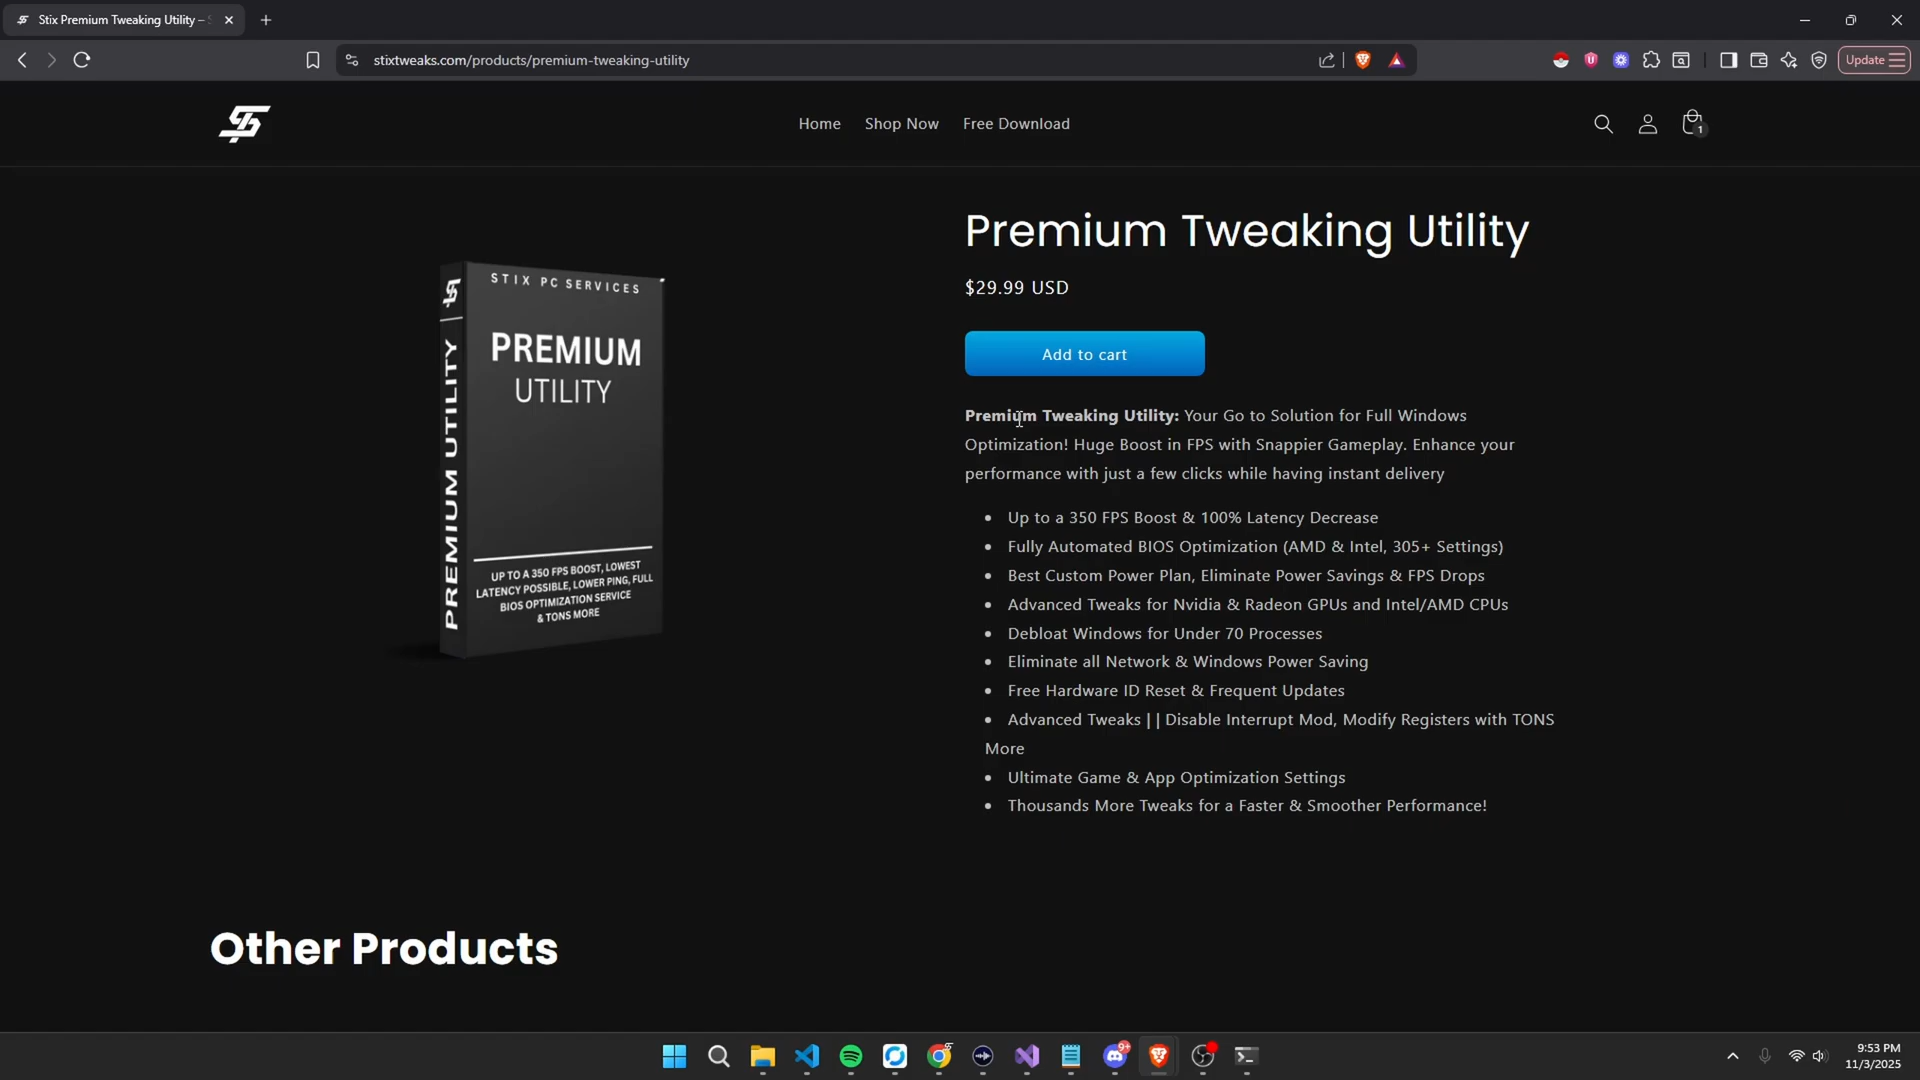 Stix Premium Tweaking Utility –
stixtweaks.com/products/premium-tweaking-utility
Update
Home
Shop Now
Free Download
1
STIX PC SERVICES
PREMIUM
UTILITY
PREMIUM UTILITY
UP TO A 350 FPS BOOST, LOWEST
LATENCY POSSIBLE, LOWER PING, FULL
BIOS OPTIMIZATION SERVICE
& TONS MORE
Premium Tweaking Utility
$29.99 USD
Add to cart
Premium Tweaking Utility: Your Go to Solution for Full Windows
Optimization! Huge Boost in FPS with Snappier Gameplay. Enhance your
performance with just a few clicks while having instant delivery
Up to a 350 FPS Boost & 100% Latency Decrease
Fully Automated BIOS Optimization (AMD & Intel, 305+ Settings)
Best Custom Power Plan, Eliminate Power Savings & FPS Drops
Advanced Tweaks for Nvidia & Radeon GPUs and Intel/AMD CPUs
Debloat Windows for Under 70 Processes
Eliminate all Network & Windows Power Saving
Free Hardware ID Reset & Frequent Updates
Advanced Tweaks || Disable Interrupt Mod, Modify Registers with TONS
More
Ultimate Game & App Optimization Settings
Thousands More Tweaks for a Faster & Smoother Performance!
Other Products
9+
9:53 PM
11/3/2025